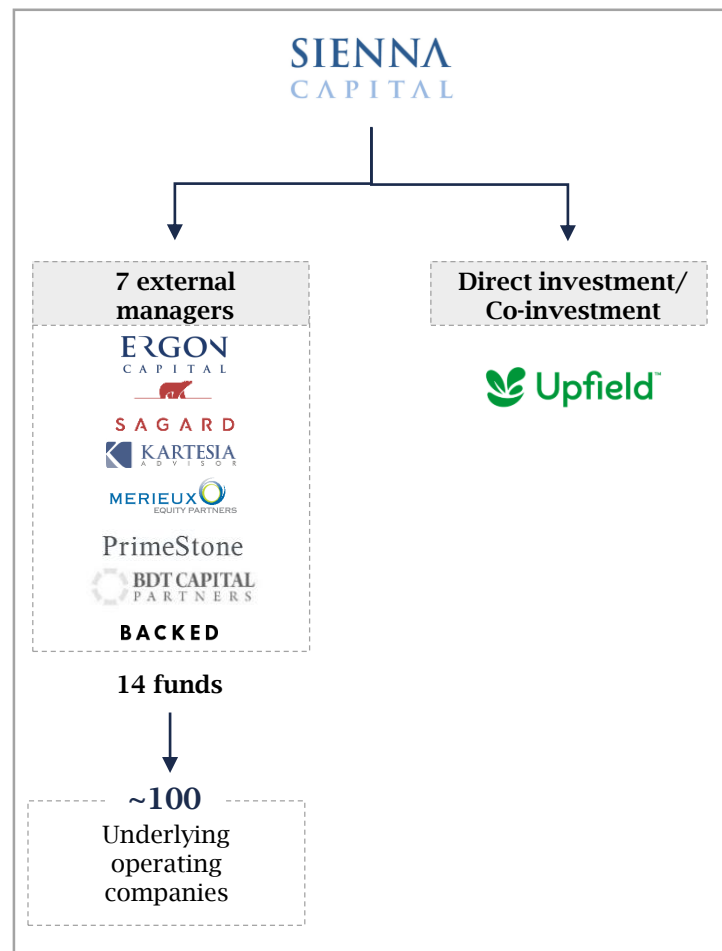 SIENNA
CAPITAL
7 external
managers
ERGON
CAPITAL
SAGARD
KARTESIA
ADVISOR
MERIEUX
EQUITY PARTNERS
PrimeStone
BDT CAPITAL
PARTNERS
BACKED
14 funds
~100
Underlying
operating
companies
Direct investment/
Co-investment
Upfield™